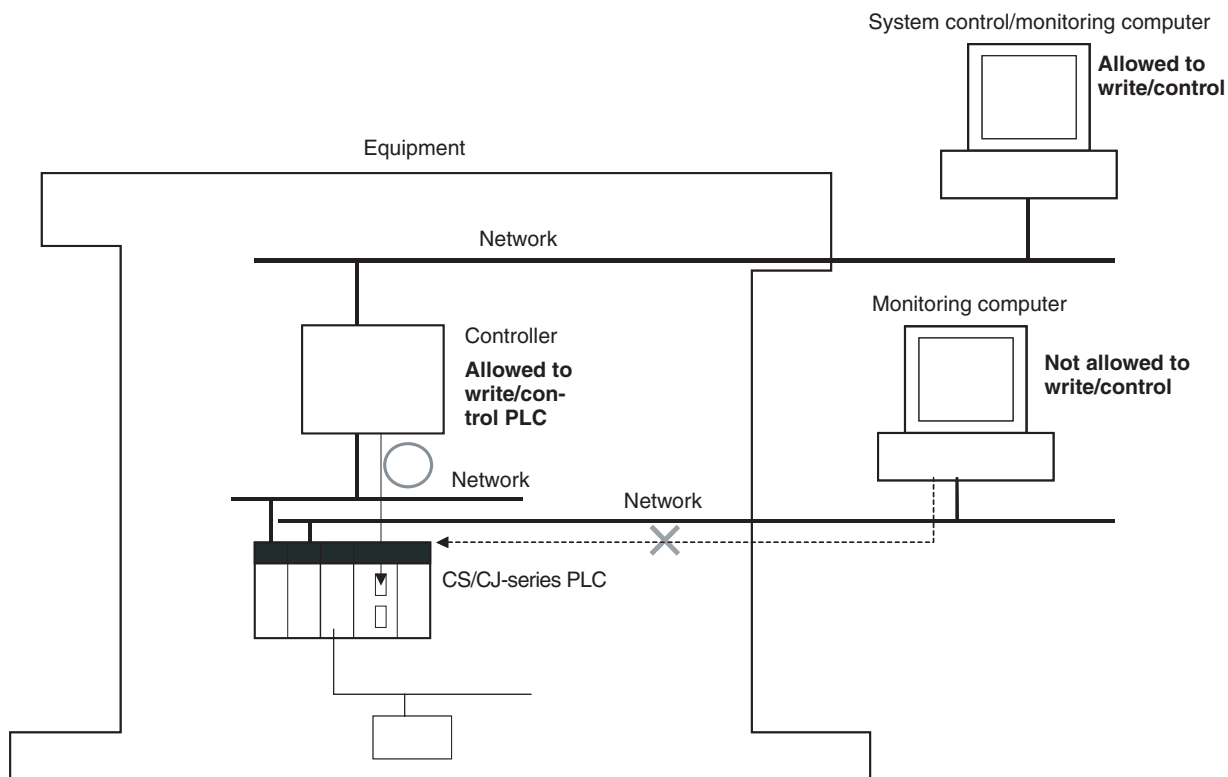 System control/monitoring computer
Allowed to
write/control
Equipment
Network
Monitoring computer
Controller
Allowed to
write/con-
trol PLC
Not allowed to
write/control
Network
Network
CS/CJ-series PLC